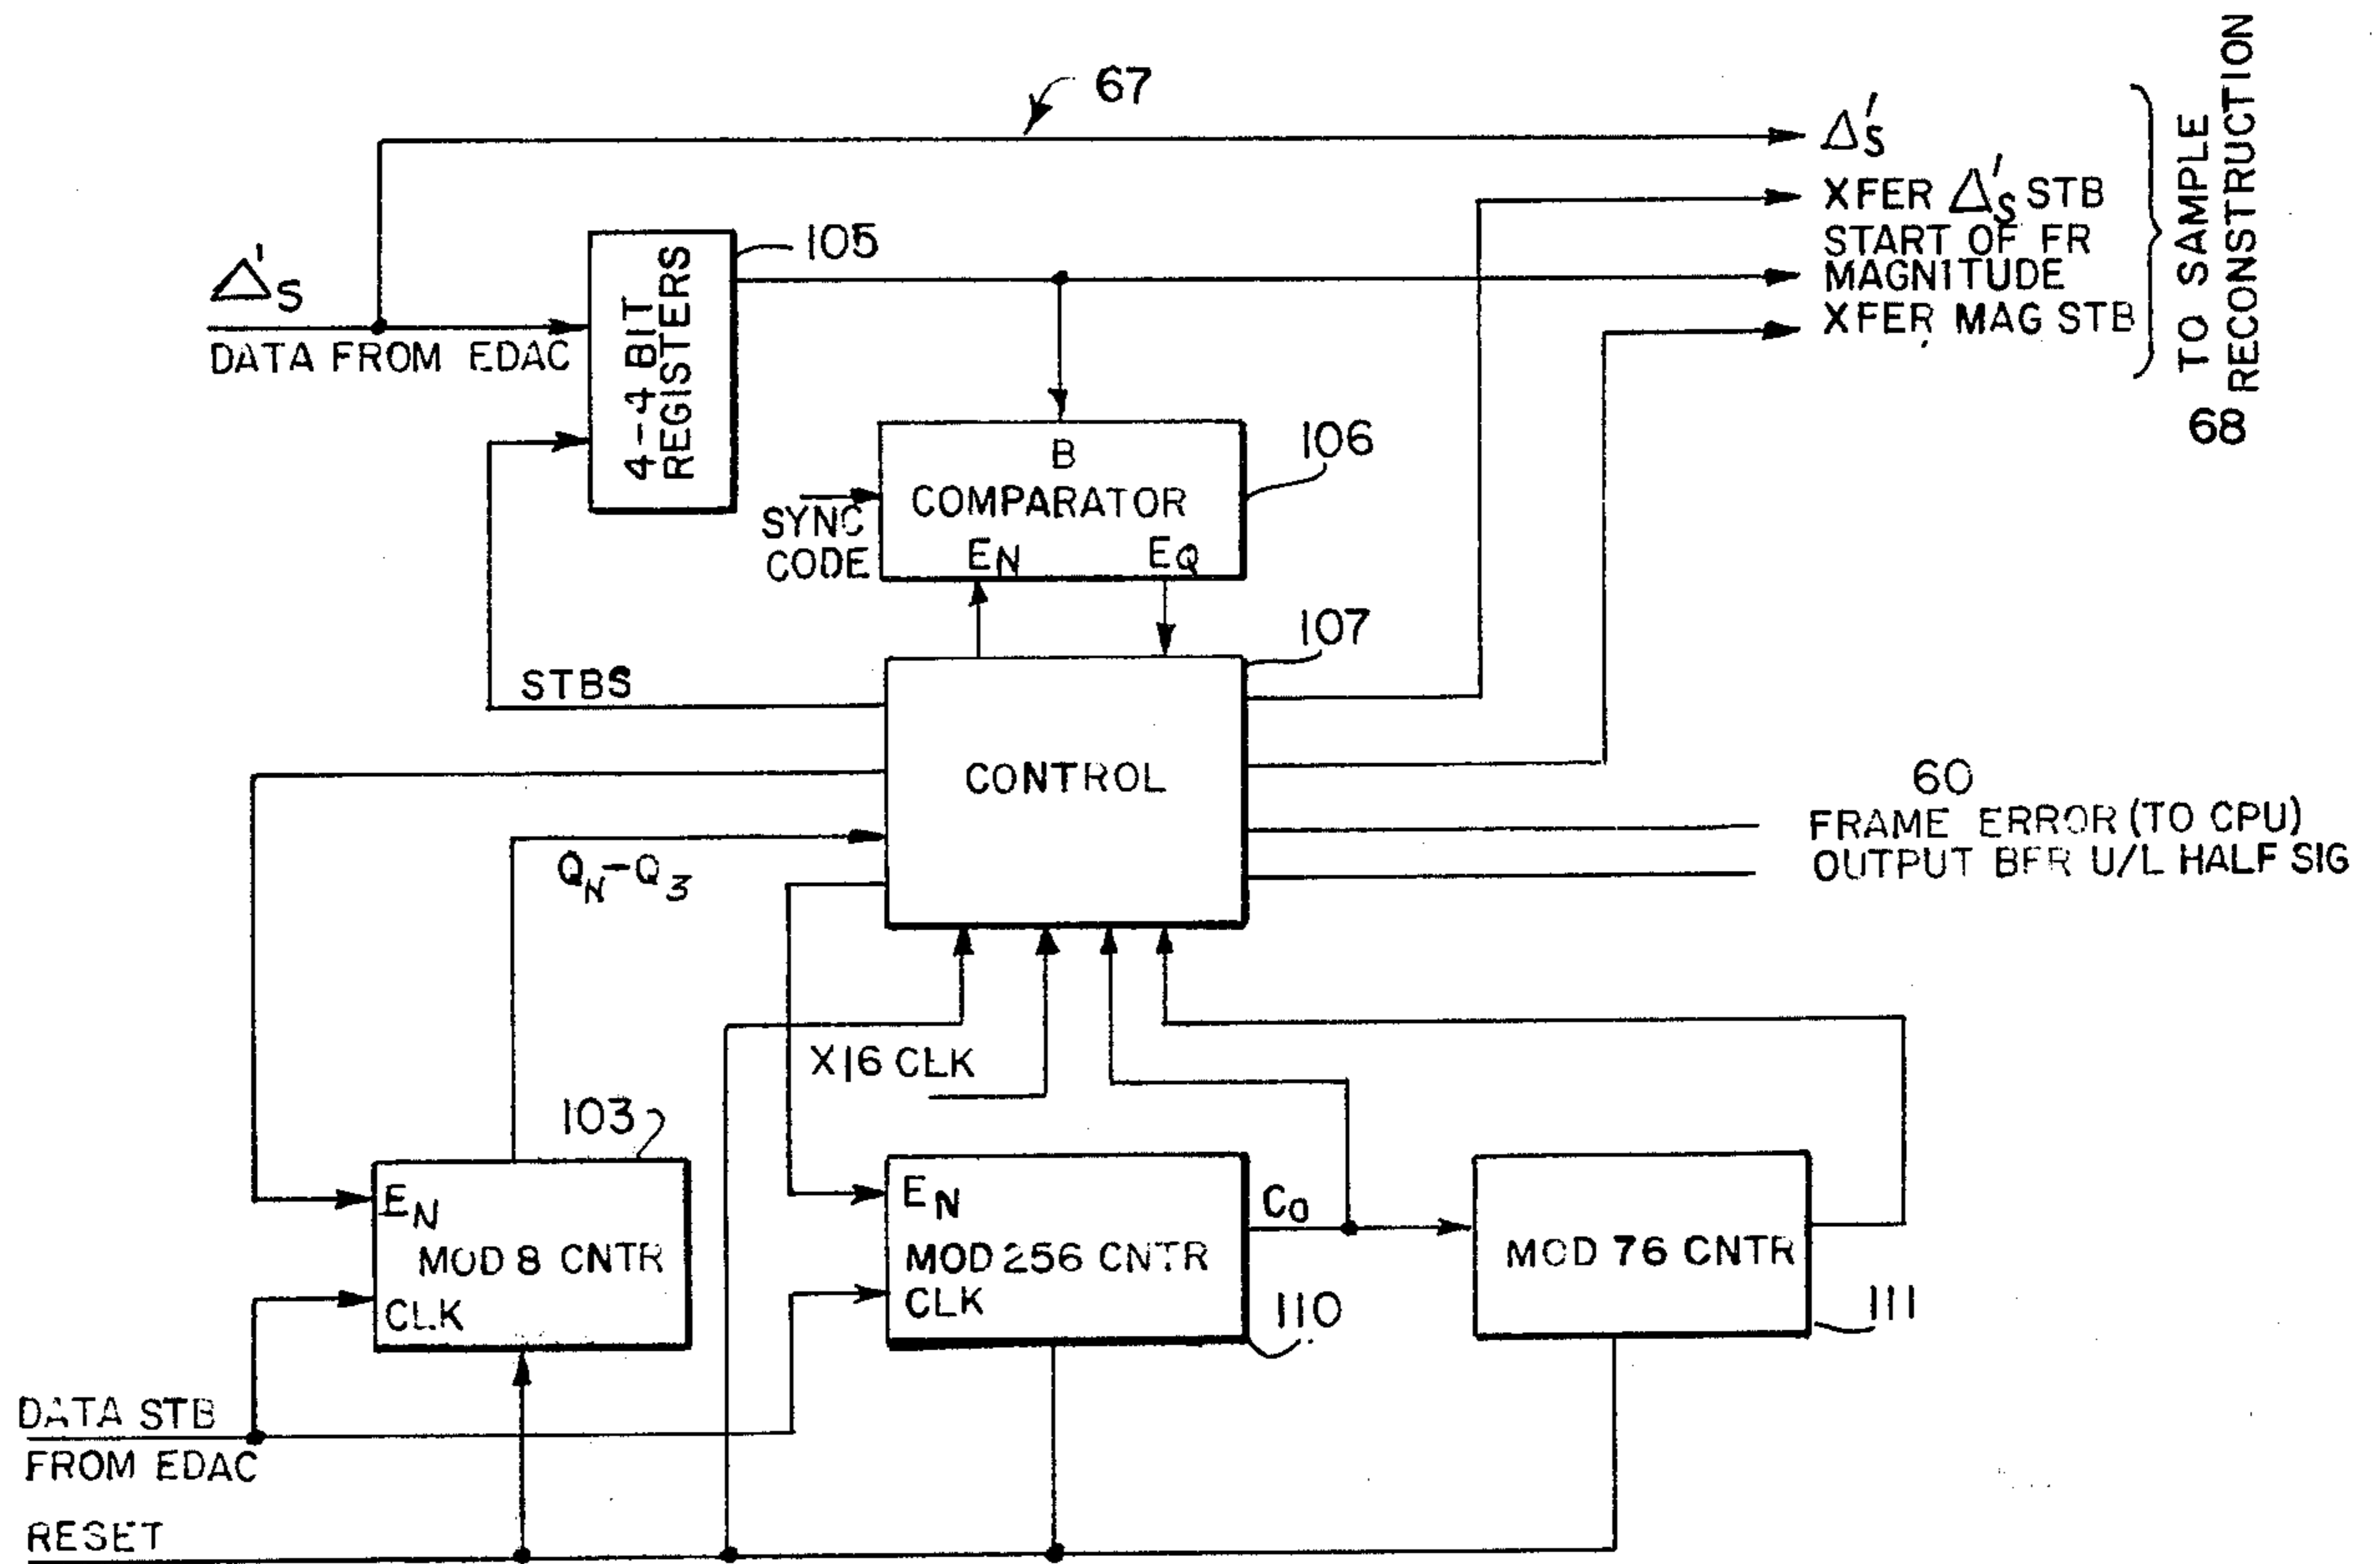 67
Δ'S
XFER Δ'S STB
START OF FR
MAGNITUDE
XFER MAG STB
TO SAMPLE
RECONSTRUCTION
68
Δ'S
DATA FROM EDAC
4-4 BIT
REGISTERS
105
B
COMPARATOR
EN EQ
106
SYNC
CODE
107
STBS
CONTROL
QN-Q3
60
FRAME ERROR (TO CPU)
OUTPUT BFR U/L HALF SIG
X16 CLK
103
EN
MOD 8 CNTR
CLK
EN
MOD 256 CNTR
CLK
CO
110
MOD 76 CNTR
111
DATA STB
FROM EDAC
RESET